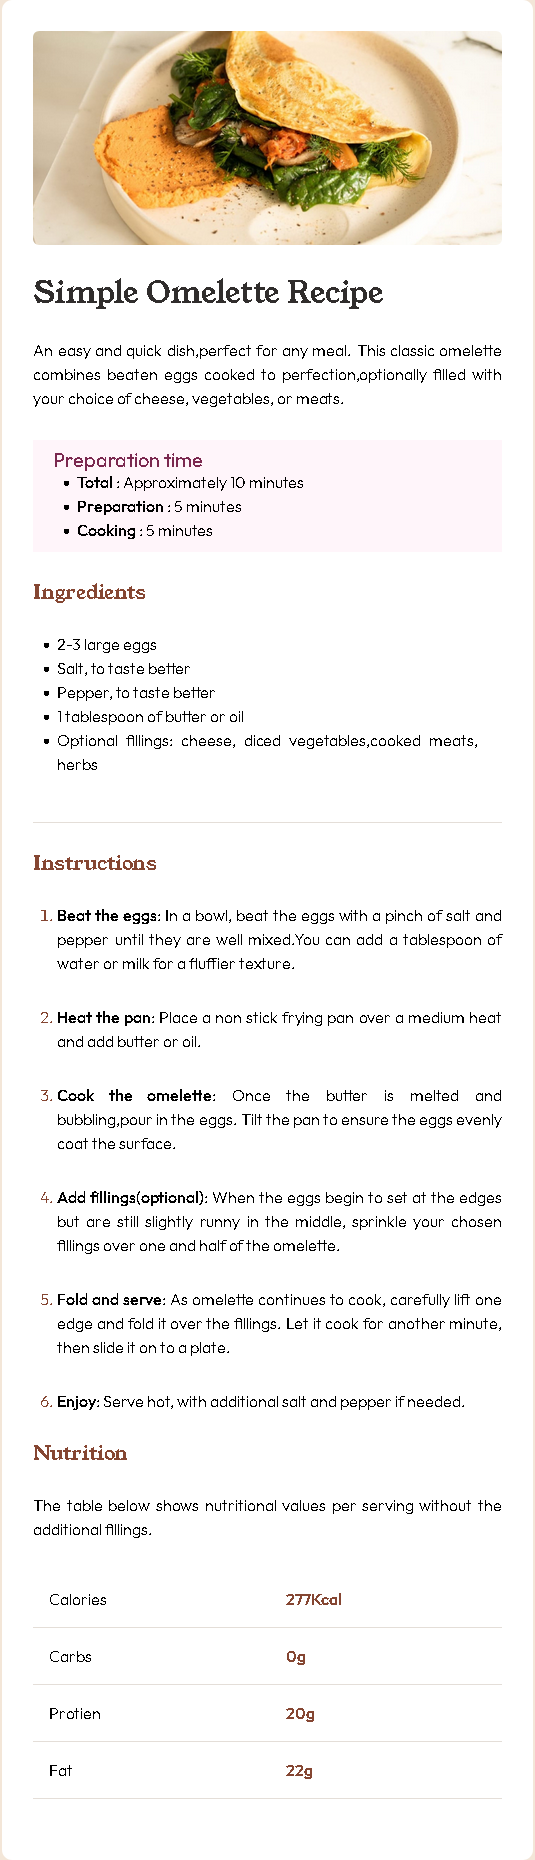 Simple Omelette Recipe
An easy and quick dish,perfect for any meal. This classic omelette
combines beaten eggs cooked to perfection,optionally filled with
your choice of cheese, vegetables, or meats.
Preparation time
• Total : Approximately 10 minutes
• Preparation : 5 minutes
• Cooking : 5 minutes
Ingredients
• 2-3 large eggs
• Salt, to taste better
• Pepper, to taste better
• 1 tablespoon of butter or oil
• Optional fillings: cheese, diced vegetables,cooked meats,
herbs
Instructions
1. Beat the eggs: In a bowl, beat the eggs with a pinch of salt and
pepper until they are well mixed.You can add a tablespoon of
water or milk for a fluffier texture.
2. Heat the pan: Place a non stick frying pan over a medium heat
and add butter or oil.
3. Cook the omelette: Once the butter is melted and
bubbling,pour in the eggs. Tilt the pan to ensure the eggs evenly
coat the surface.
4. Add fillings(optional): When the eggs begin to set at the edges
but are still slightly runny in the middle, sprinkle your chosen
fillings over one and half of the omelette.
5. Fold and serve: As omelette continues to cook, carefully lift one
edge and fold it over the fillings. Let it cook for another minute,
then slide it on to a plate.
6. Enjoy: Serve hot, with additional salt and pepper if needed.
Nutrition
The table below shows nutritional values per serving without the
additional fillings.
Calories 277Kcal
Carbs 0g
Protien 20g
Fat 22g